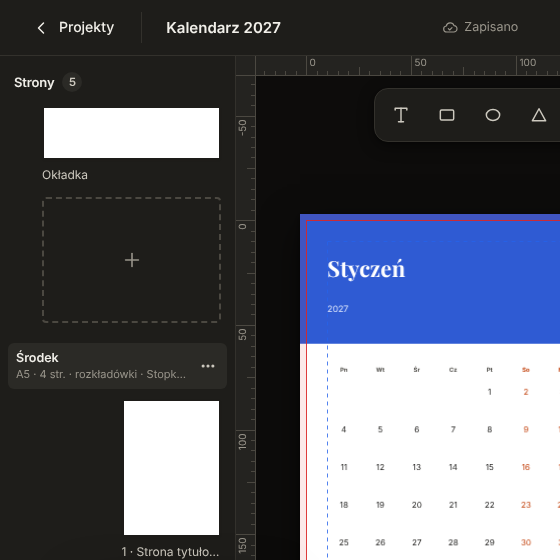 Projekty
Kalendarz 2027
Zapisano
Strony 5
0 50 100
-50
0
50
100
150
Okładka
Środek
A5 · 4 str. · rozkładówki · Stopk...
1 · Strona tytuło...
Styczeń
2027
Pn Wt Śr Cz Pt So
1 2
4 5 6 7 8 9
11 12 13 14 15 16
18 19 20 21 22 23
25 26 27 28 29 30